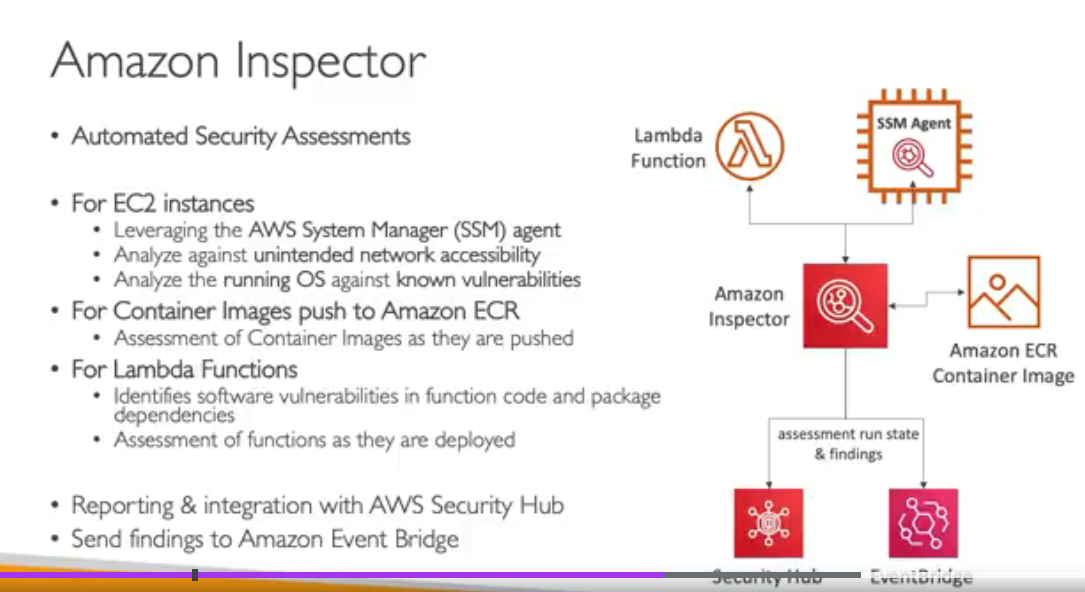 Amazon Inspector
• Automated Security Assessments
• For EC2 instances
• Leveraging the AWS System Manager (SSM) agent
• Analyze against unintended network accessibility
• Analyze the running OS against known vulnerabilities
• For Container Images push to Amazon ECR
• Assessment of Container Images as they are pushed
• For Lambda Functions
• Identifies software vulnerabilities in function code and package
dependencies
• Assessment of functions as they are deployed
• Reporting & integration with AWS Security Hub
• Send findings to Amazon Event Bridge
Lambda
Function
SSM Agent
Amazon
Inspector
Amazon ECR
Container Image
assessment run state
& findings
Security Hub
EventBridge